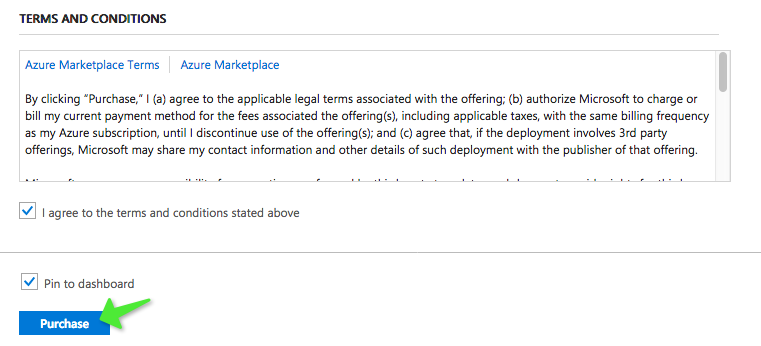 TERMS AND CONDITIONS
Azure Marketplace Terms Azure Marketplace
By clicking "Purchase," I (a) agree to the applicable legal terms associated with the offering; (b) authorize Microsoft to charge or
bill my current payment method for the fees associated the offering(s), including applicable taxes, with the same billing frequency
as my Azure subscription, until I discontinue use of the offering(s); and (c) agree that, if the deployment involves 3rd party
offerings, Microsoft may share my contact information and other details of such deployment with the publisher of that offering.
I agree to the terms and conditions stated above
Pin to dashboard
Purchase